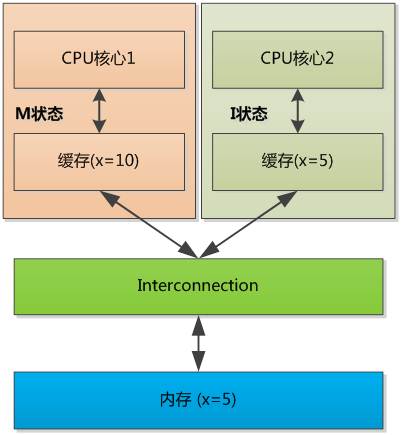 CPU核心1
CPU核心2
M状态
I状态
缓存(x=10)
缓存(x=5)
Interconnection
内存 (x=5)